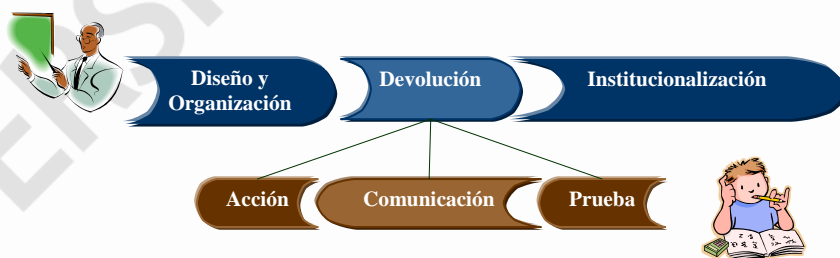 Diseño y
Organización
Devolución
Institucionalización
Acción
Comunicación
Prueba